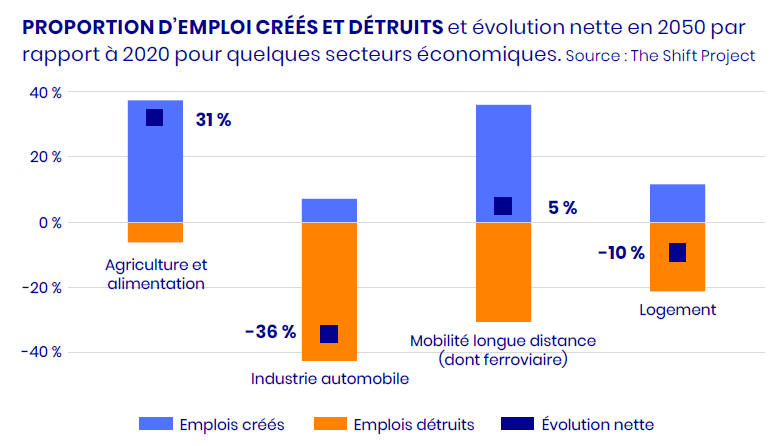 PROPORTION D’EMPLOI CRÉÉS ET DÉTRUITS et évolution nette en 2050 par
rapport à 2020 pour quelques secteurs économiques. Source : The Shift Project
40 %
20 %
0 %
-20 %
-40 %
31 %
Agriculture et
alimentation
-36 %
Industrie automobile
5 %
Mobilité longue distance
(dont ferroviaire)
-10 %
Logement
Emplois créés
Emplois détruits
Évolution nette